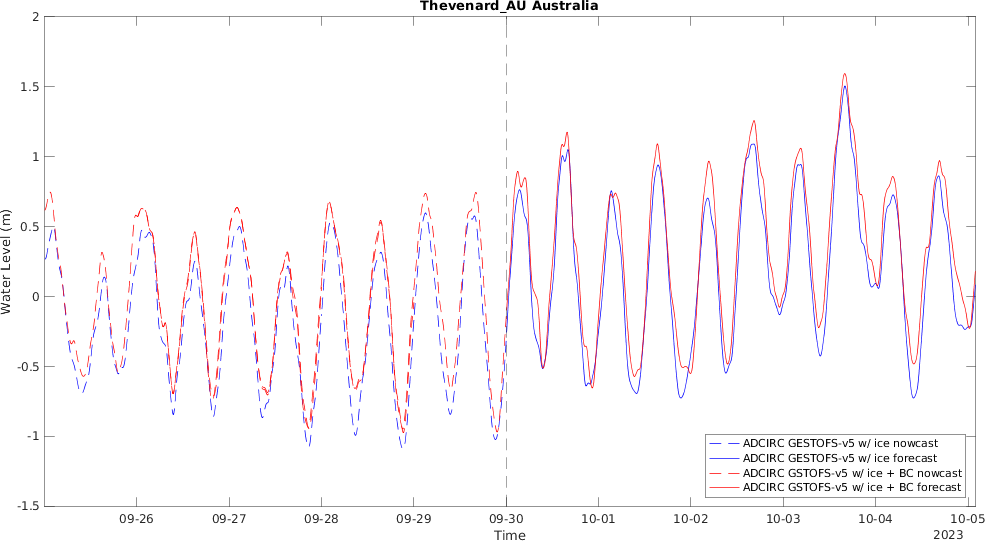 Thevenard_AU Australia
Water Level (m)
2
1.5
1
0.5
0
-0.5
-1
-1.5
09-26
09-27
09-28
09-29
09-30
10-01
10-02
10-03
10-04
10-05
Time
2023
ADCIRC GESTOFS-v5 w/ ice nowcast
ADCIRC GESTOFS-v5 w/ ice forecast
ADCIRC GSTOFS-v5 w/ ice + BC nowcast
ADCIRC GSTOFS-v5 w/ ice + BC forecast